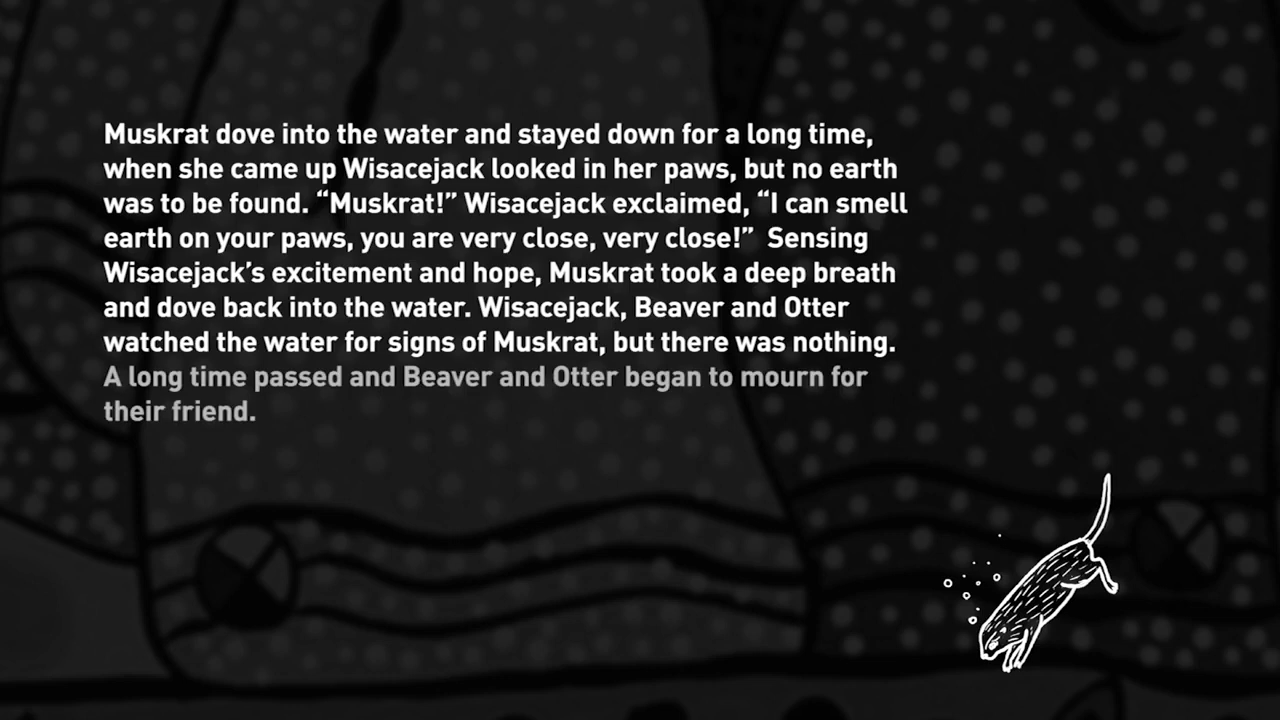 Muskrat dove into the water and stayed down for a long time,
when she came up Wisacejack looked in her paws, but no earth
was to be found. “Muskrat!” Wisacejack exclaimed, “I can smell
earth on your paws, you are very close, very close!”  Sensing
Wisacejack’s excitement and hope, Muskrat took a deep breath
and dove back into the water. Wisacejack, Beaver and Otter
watched the water for signs of Muskrat, but there was nothing.
A long time passed and Beaver and Otter began to mourn for
their friend.